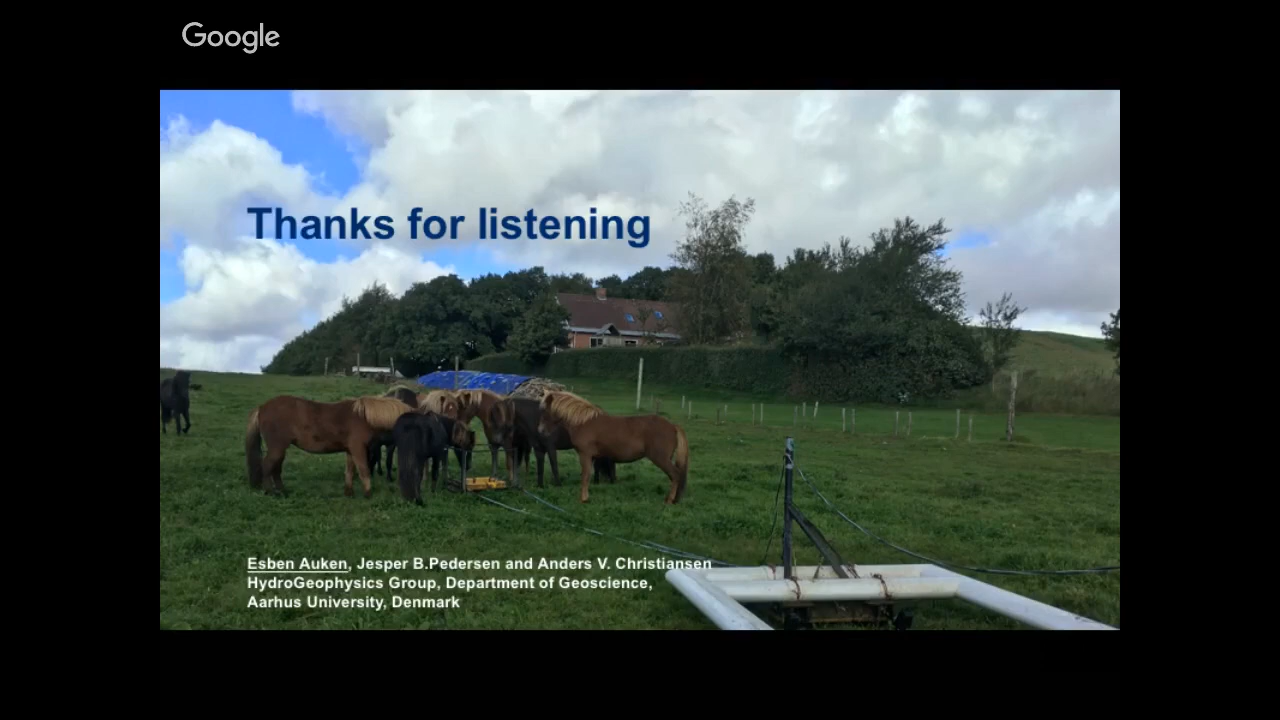 Google
Thanks for listening
Esben Auken, Jesper B.Pedersen and Anders V. Christiansen
HydroGeophysics Group, Department of Geoscience,
Aarhus University, Denmark